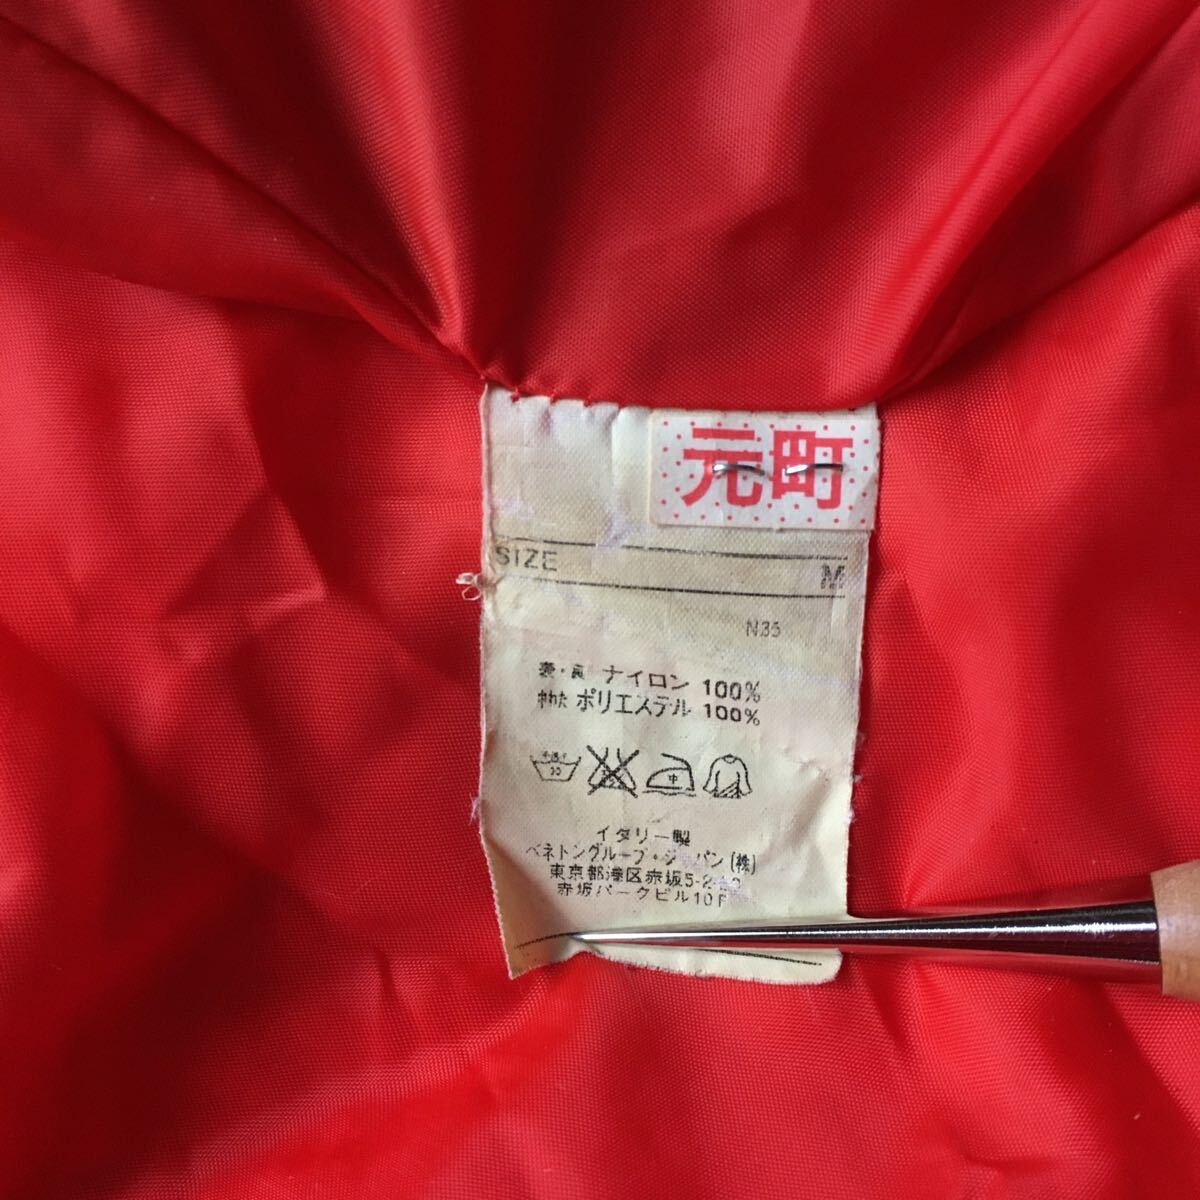 元町
SIZE M
N35
表・裏 ナイロン 100%
中わた ポリエステル 100%
中
イタリー製
ベネトングループ・ジャパン(株)
東京都港区赤坂5-2-20
赤坂パークビル10F